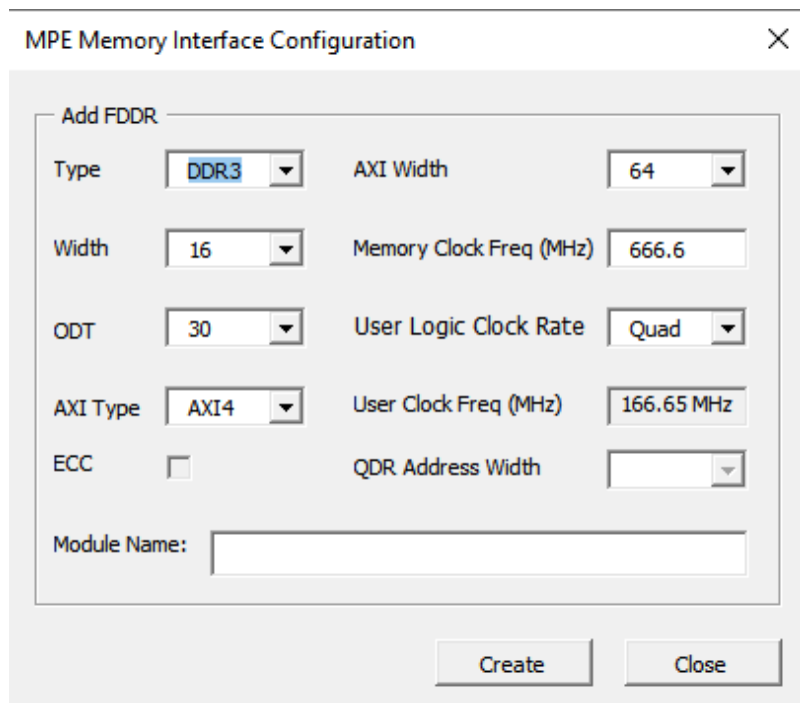 MPE Memory Interface Configuration
Add FDDR
Type DDR3 AXI Width 64
Width 16 Memory Clock Freq (MHz) 666.6
ODT 30 User Logic Clock Rate Quad
AXI Type AXI4 User Clock Freq (MHz) 166.65 MHz
ECC QDR Address Width
Module Name:
Create Close